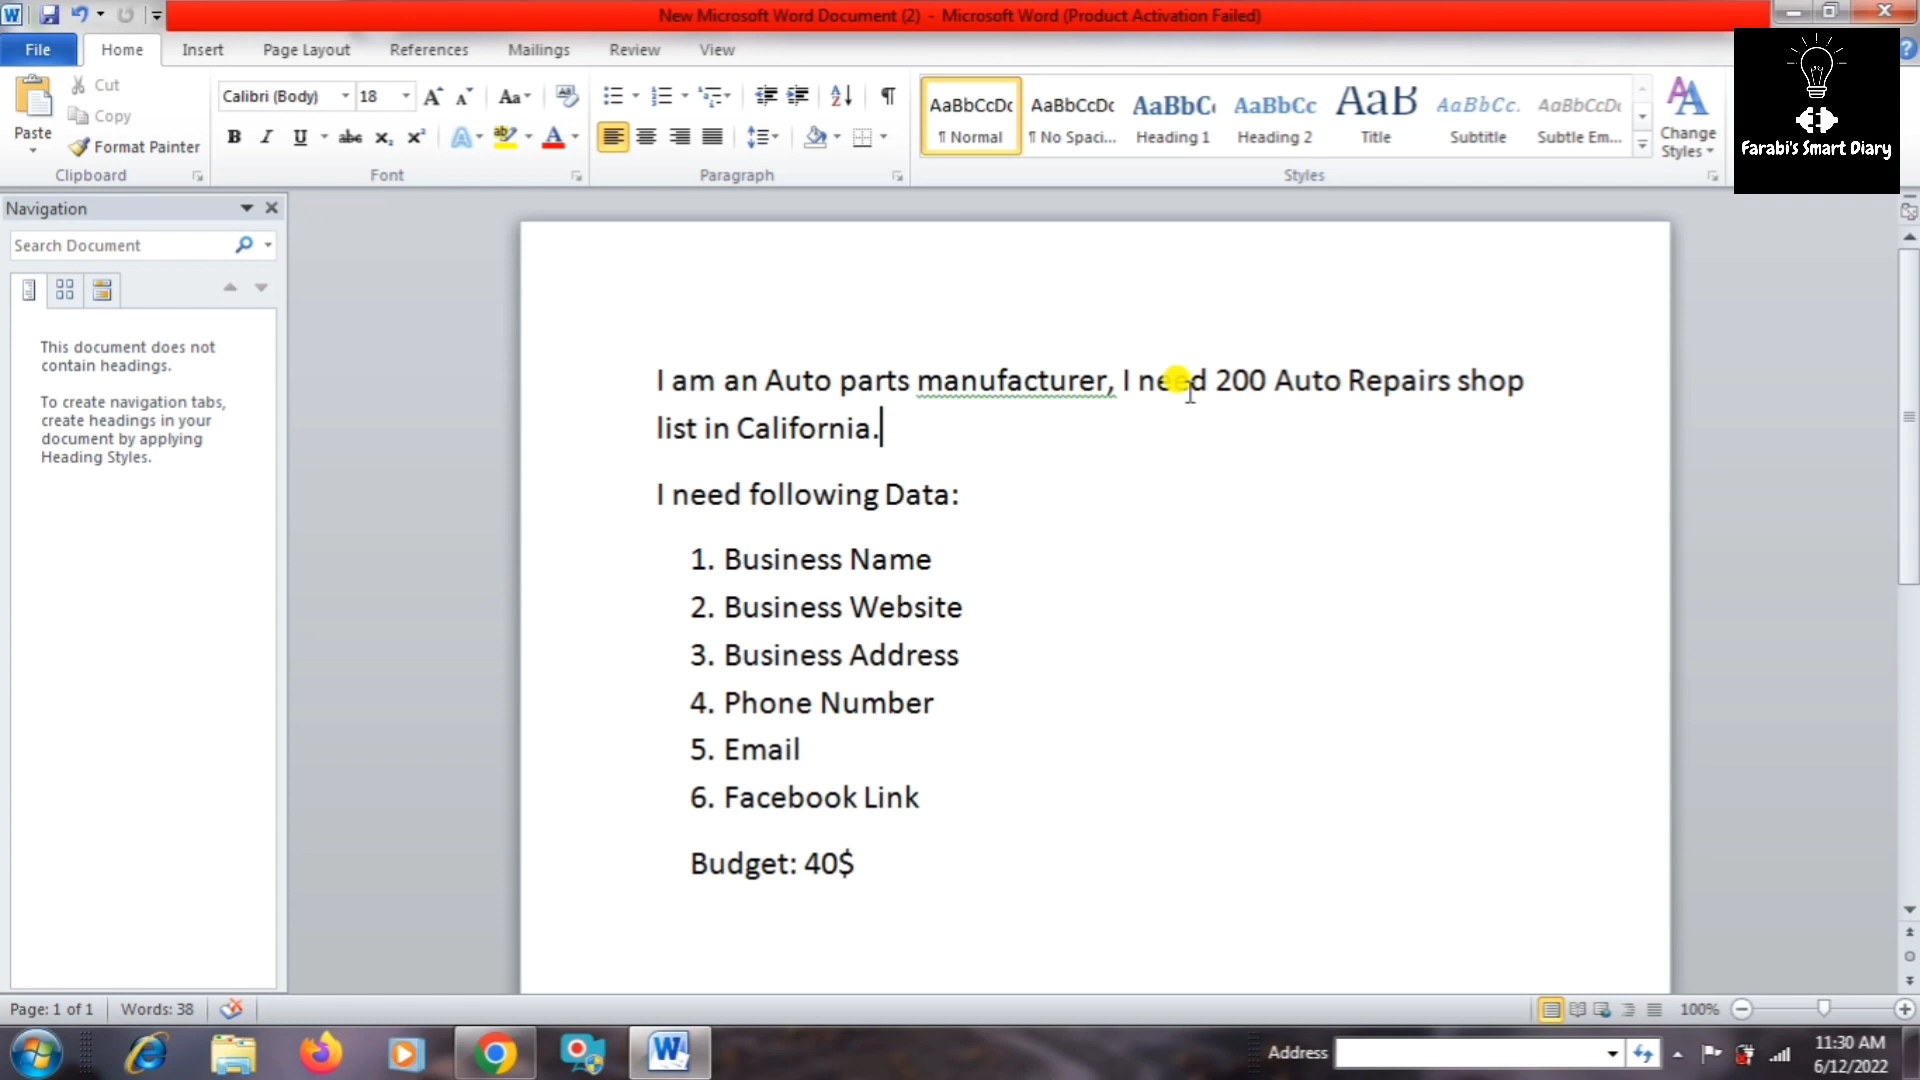 New Microsoft Word Document (2) - Microsoft Word (Product Activation Failed)
File Home Insert Page Layout References Mailings Review View
Paste
Cut
Copy
Format Painter
Clipboard
Calibri (Body) 18
Font
Paragraph
AaBbCcDc AaBbCcDc AaBbC AaBbCc AaB AaBbCc. AaBbCcDc
¶ Normal ¶ No Spaci... Heading 1 Heading 2 Title Subtitle Subtle Em...
Change
Styles
Styles
Farabi's Smart Diary
Navigation
Search Document
This document does not
contain headings.
To create navigation tabs,
create headings in your
document by applying
Heading Styles.
I am an Auto parts manufacturer, I need 200 Auto Repairs shop
list in California.
I need following Data:
1. Business Name
2. Business Website
3. Business Address
4. Phone Number
5. Email
6. Facebook Link
Budget: 40$
Page: 1 of 1 Words: 38
100%
Address
11:30 AM
6/12/2022